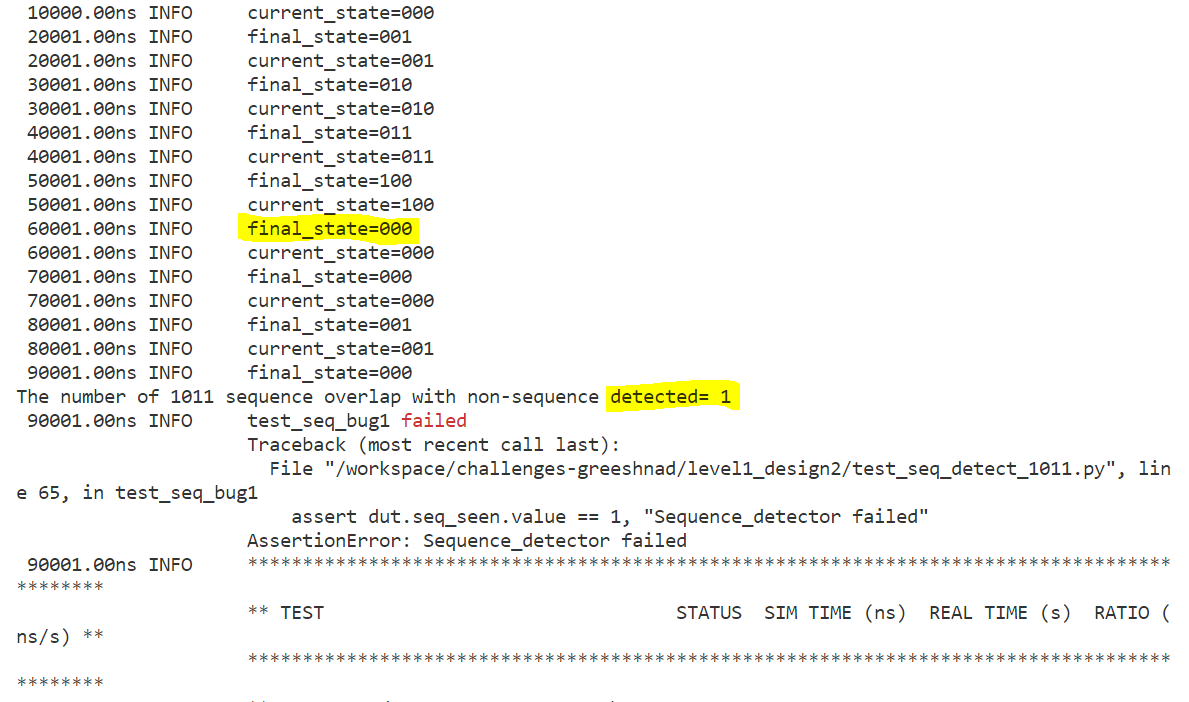 10000.00ns INFO     current_state=000
20001.00ns INFO     final_state=001
20001.00ns INFO     current_state=001
30001.00ns INFO     final_state=010
30001.00ns INFO     current_state=010
40001.00ns INFO     final_state=011
40001.00ns INFO     current_state=011
50001.00ns INFO     final_state=100
50001.00ns INFO     current_state=100
60001.00ns INFO     final_state=000
60001.00ns INFO     current_state=000
70001.00ns INFO     final_state=000
70001.00ns INFO     current_state=000
80001.00ns INFO     final_state=001
80001.00ns INFO     current_state=001
90001.00ns INFO     final_state=000
The number of 1011 sequence overlap with non-sequence detected= 1
90001.00ns INFO     test_seq_bug1 failed
Traceback (most recent call last):
File "/workspace/challenges-greeshnad/level1_design2/test_seq_detect_1011.py", lin
e 65, in test_seq_bug1
assert dut.seq_seen.value == 1, "Sequence_detector failed"
AssertionError: Sequence_detector failed
90001.00ns INFO     ************************************************************************************
********
** TEST                                     STATUS  SIM TIME (ns)  REAL TIME (s)  RATIO (
ns/s) **
************************************************************************************
********